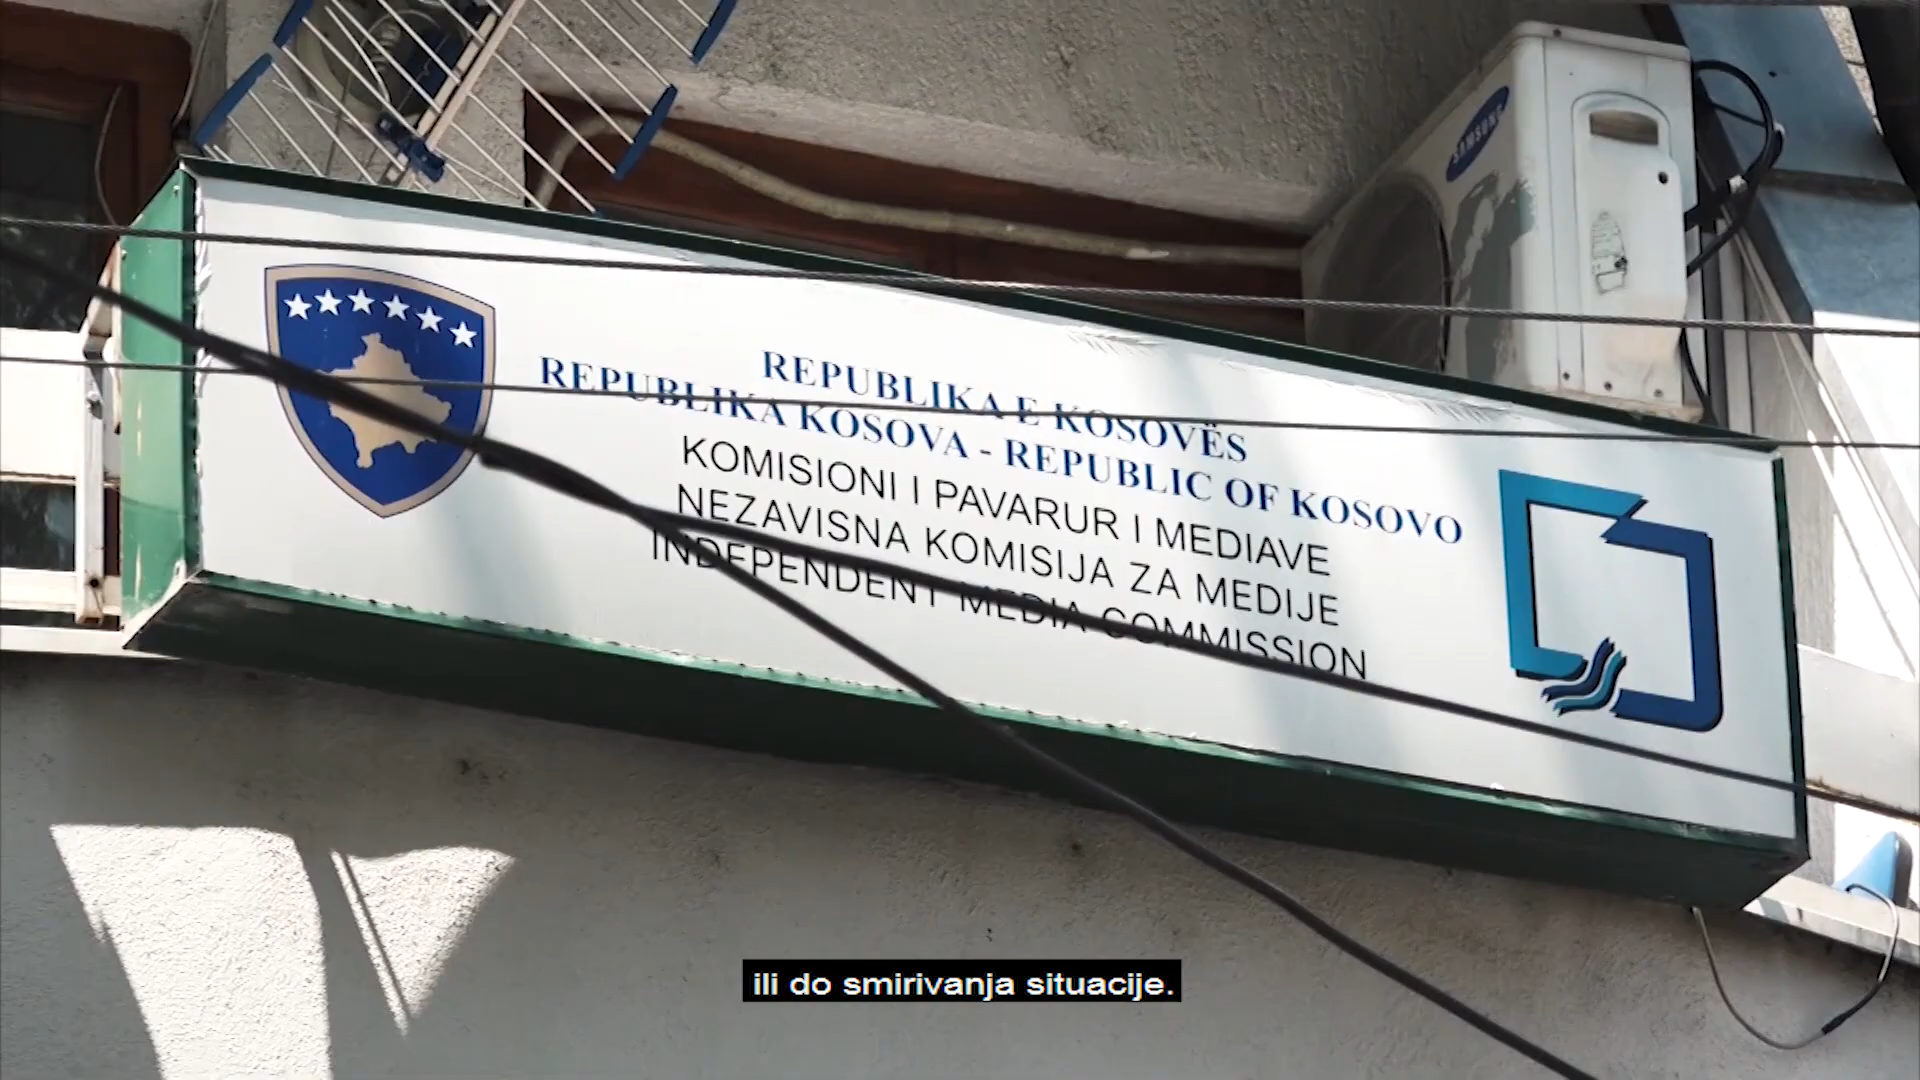 SAMSUNG
REPUBLIKA E KOSOVËS
REPUBLIKA KOSOVA - REPUBLIC OF KOSOVO
KOMISIONI I PAVARUR I MEDIAVE
NEZAVISNA KOMISIJA ZA MEDIJE
INDEPENDENT MEDIA COMMISSION
ili do smirivanja situacije.